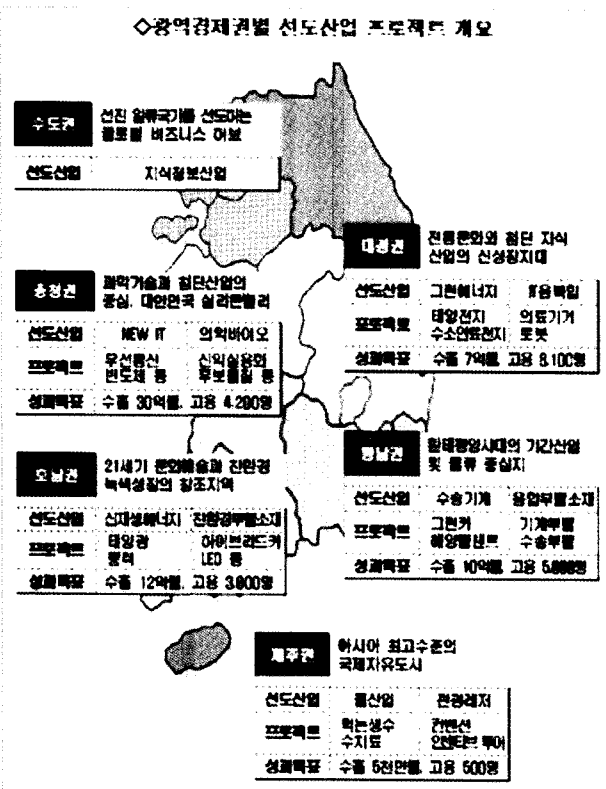 ◇광역경제권별 선도산업 프로젝트 개요
수도권
선진 일류국가를 선도하는
글로벌 비즈니스 허브
선도산업 지식정보산업
충청권
과학기술과 첨단산업의
중심, 대한민국 실리콘밸리
선도산업 NEW IT 의약바이오
프로젝트 무선통신 신약실용화
반도체 등 후보물질 등
성과목표 수출 30억불, 고용 4,200명
호남권
21세기 문화예술과 친환경
녹색성장의 창조지역
선도산업 신재생에너지 친환경부품소재
프로젝트 태양광 하이브리드카
풍력 LED 등
성과목표 수출 12억불, 고용 3,800명
대경권
전통문화와 첨단 지식
산업의 신성장지대
선도산업 그린에너지 IT융복합
프로젝트 태양전지 의료기기
수소연료전지 로봇
성과목표 수출 7억불, 고용 8,100명
동남권
환태평양시대의 기간산업
및 물류 중심지
선도산업 수송기계 융합부품소재
프로젝트 그린카 기계부품
해양플랜트 수송부품
성과목표 수출 10억불, 고용
제주권
아시아 최고수준의
국제자유도시
선도산업 물산업 관광레저
프로젝트 먹는샘물 컨벤션
수치료 인센티브 투어
성과목표 수출 5천만불, 고용 500명